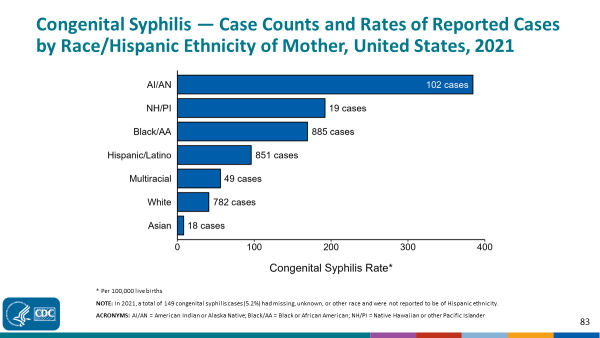 Congenital Syphilis — Case Counts and Rates of Reported Cases
by Race/Hispanic Ethnicity of Mother, United States, 2021
AI/AN 102 cases
NH/PI 19 cases
Black/AA 885 cases
Hispanic/Latino 851 cases
Multiracial 49 cases
White 782 cases
Asian 18 cases
0 100 200 300 400
Congenital Syphilis Rate*
* Per 100,000 live births
NOTE: In 2021, a total of 149 congenital syphilis cases (5.2%) had missing, unknown, or other race and were not reported to be of Hispanic ethnicity.
ACRONYMS: AI/AN = American Indian or Alaska Native; Black/AA = Black or African American; NH/PI = Native Hawaiian or other Pacific Islander
CDC
83